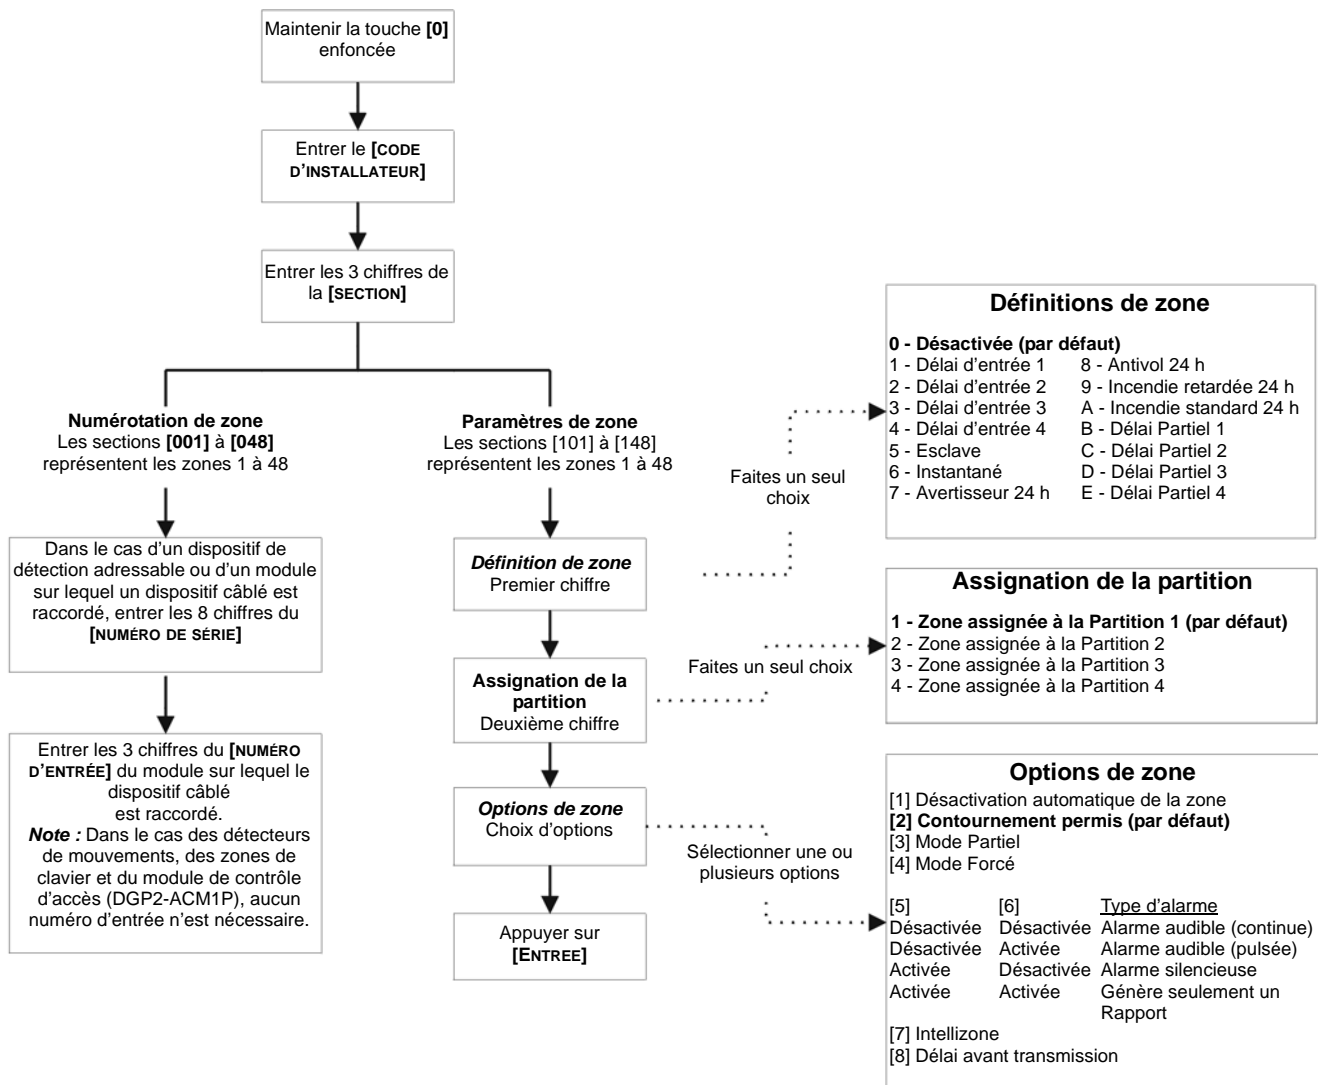 Maintenir la touche [0]
enfoncée
Entrer le [CODE
D'INSTALLATEUR]
Entrer les 3 chiffres de
la [SECTION]
Numérotation de zone
Les sections [001] à [048]
représentent les zones 1 à 48
Dans le cas d'un dispositif de
détection adressable ou d'un module
sur lequel un dispositif câblé est
raccordé, entrer les 8 chiffres du
[NUMÉRO DE SÉRIE]
Entrer les 3 chiffres du [NUMÉRO
D'ENTRÉE] du module sur lequel le
dispositif câblé
est raccordé.
Note : Dans le cas des détecteurs
de mouvements, des zones de
clavier et du module de contrôle
d'accès (DGP2-ACM1P), aucun
numéro d'entrée n'est nécessaire.
Paramètres de zone
Les sections [101] à [148]
représentent les zones 1 à 48
Définition de zone
Premier chiffre
Assignation de la
partition
Deuxième chiffre
Options de zone
Choix d'options
Appuyer sur
[ENTREE]
Faites un seul
choix
Faites un seul choix
Sélectionner une ou
plusieurs options
Définitions de zone
0 - Désactivée (par défaut)
1 - Délai d'entrée 1 8 - Antivol 24 h
2 - Délai d'entrée 2 9 - Incendie retardée 24 h
3 - Délai d'entrée 3 A - Incendie standard 24 h
4 - Délai d'entrée 4 B - Délai Partiel 1
5 - Esclave C - Délai Partiel 2
6 - Instantané D - Délai Partiel 3
7 - Avertisseur 24 h E - Délai Partiel 4
Assignation de la partition
1 - Zone assignée à la Partition 1 (par défaut)
2 - Zone assignée à la Partition 2
3 - Zone assignée à la Partition 3
4 - Zone assignée à la Partition 4
Options de zone
[1] Désactivation automatique de la zone
[2] Contournement permis (par défaut)
[3] Mode Partiel
[4] Mode Forcé
[5] [6] Type d'alarme
Désactivée Désactivée Alarme audible (continue)
Désactivée Activée Alarme audible (pulsée)
Activée Désactivée Alarme silencieuse
Activée Activée Génère seulement un
Rapport
[7] Intellizone
[8] Délai avant transmission